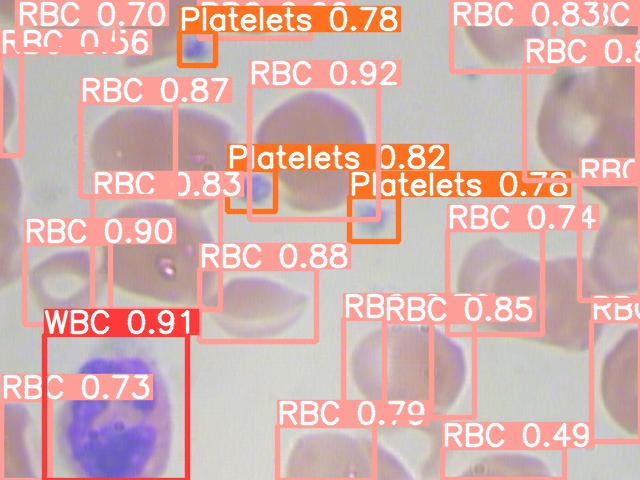 RBC 0.70
Platelets 0.78
RBC 0.83
RBC 0.56
RBC 0.92
RBC 0.87
Platelets 0.82
Platelets 0.78
RBC
RBC 0.83
RBC 0.74
RBC 0.90
RBC 0.88
RBC 0.85
WBC 0.91
RBC 0.73
RBC 0.79
RBC 0.49